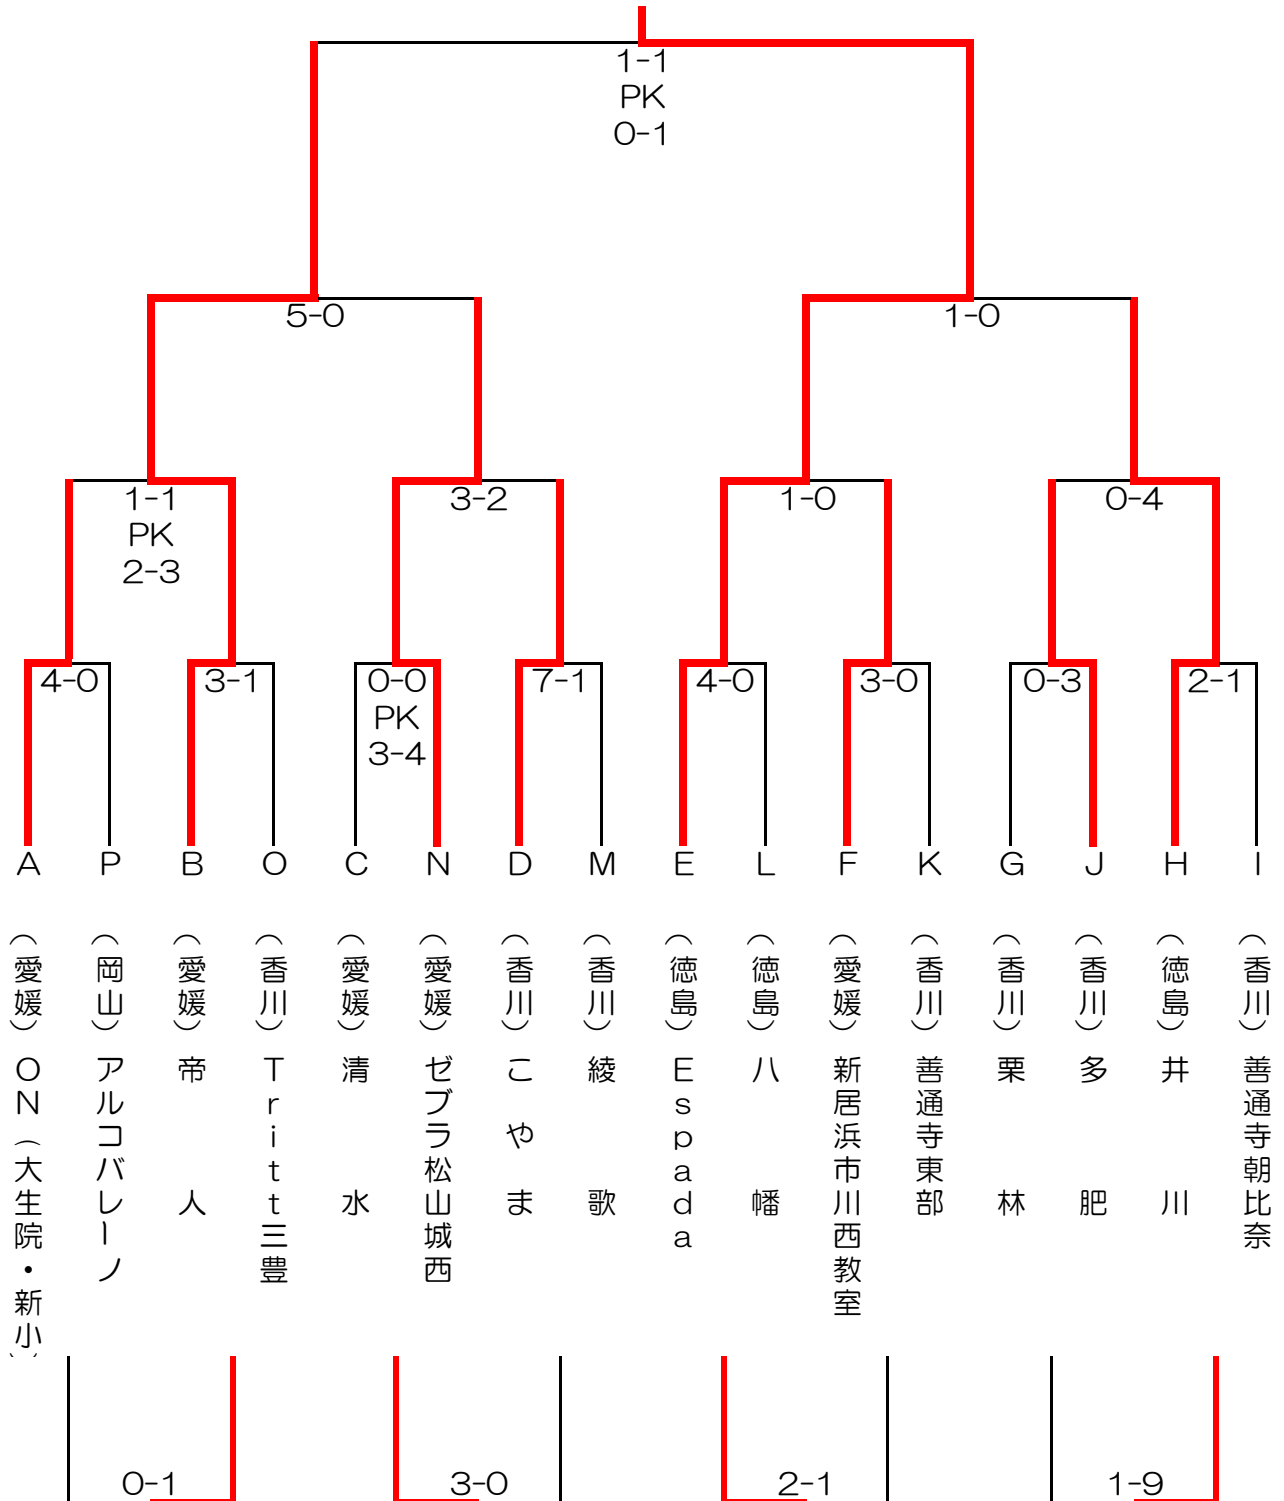 1-1
PK
0-1
5-0
1-0
1-1
PK
2-3
3-2
1-0
0-4
4-0
3-1
0-0
PK
3-4
7-1
4-0
3-0
0-3
2-1
A
P
B
O
C
N
D
M
E
L
F
K
G
J
H
I
（愛媛）ON（大生院・新小）
（岡山）アルコバレーノ
（愛媛）帝人
（香川）Tritt三豊
（愛媛）清水
（愛媛）ゼブラ松山城西
（香川）こやま
（香川）綾歌
（徳島）Espada
（徳島）八幡
（愛媛）新居浜市川西教室
（香川）善通寺東部
（香川）栗林
（香川）多肥
（徳島）井川
（香川）善通寺朝比奈
0-1
3-0
2-1
1-9